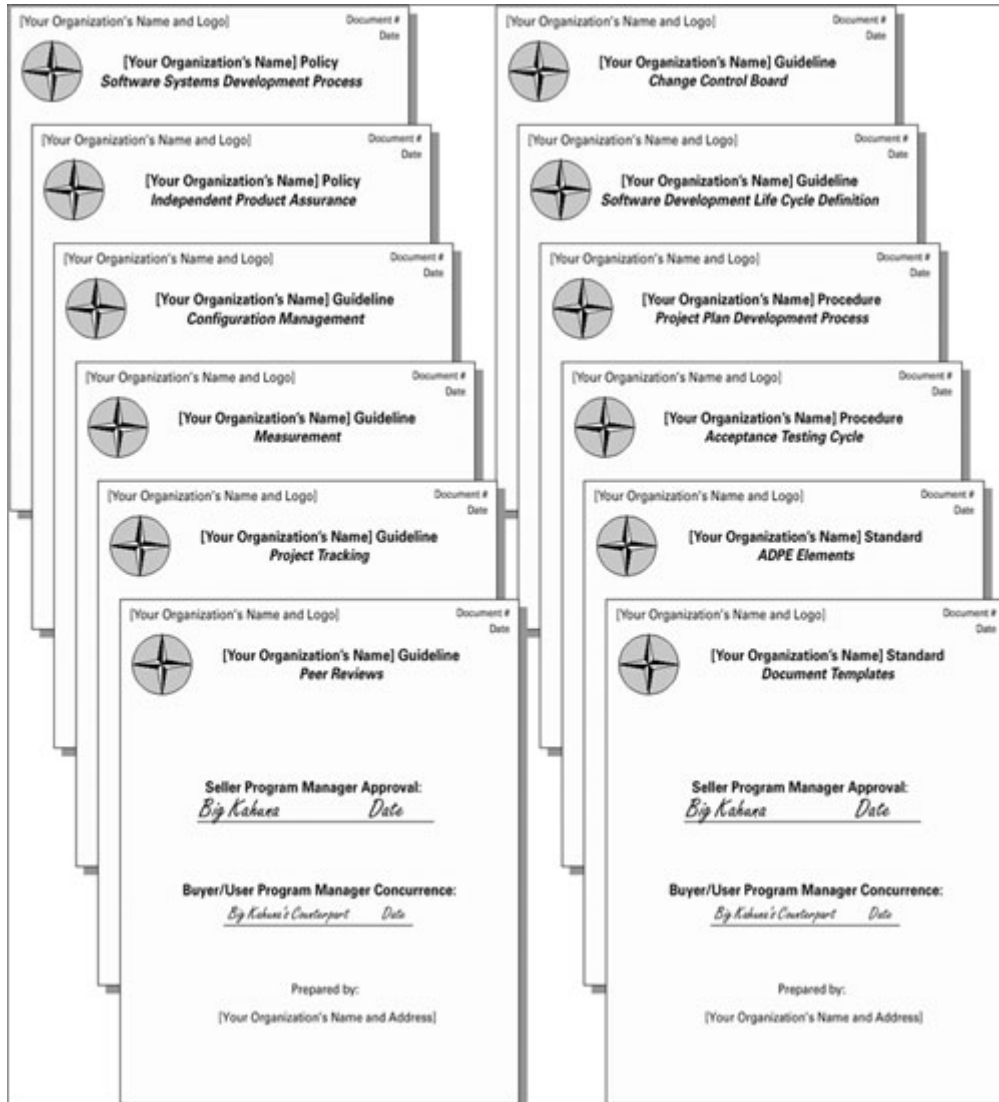 [Your Organization's Name and Logo]
Document #
Date
[Your Organization's Name] Policy
Software Systems Development Process
[Your Organization's Name and Logo]
Document #
Date
[Your Organization's Name] Policy
Independent Product Assurance
[Your Organization's Name and Logo]
Document #
Date
[Your Organization's Name] Guideline
Configuration Management
[Your Organization's Name and Logo]
Document #
Date
[Your Organization's Name] Guideline
Measurement
[Your Organization's Name and Logo]
Document #
Date
[Your Organization's Name] Guideline
Project Tracking
[Your Organization's Name and Logo]
Document #
Date
[Your Organization's Name] Guideline
Peer Reviews
Seller Program Manager Approval:
Big Kahuna Date
Buyer/User Program Manager Concurrence:
Big Kahuna's Counterpart Date
Prepared by:
[Your Organization's Name and Address]
[Your Organization's Name and Logo]
Document #
Date
[Your Organization's Name] Guideline
Change Control Board
[Your Organization's Name and Logo]
Document #
Date
[Your Organization's Name] Guideline
Software Development Life Cycle Definition
[Your Organization's Name and Logo]
Document #
Date
[Your Organization's Name] Procedure
Project Plan Development Process
[Your Organization's Name and Logo]
Document #
Date
[Your Organization's Name] Procedure
Acceptance Testing Cycle
[Your Organization's Name and Logo]
Document #
Date
[Your Organization's Name] Standard
ADPE Elements
[Your Organization's Name and Logo]
Document #
Date
[Your Organization's Name] Standard
Document Templates
Seller Program Manager Approval:
Big Kahuna Date
Buyer/User Program Manager Concurrence:
Big Kahuna's Counterpart Date
Prepared by:
[Your Organization's Name and Address]